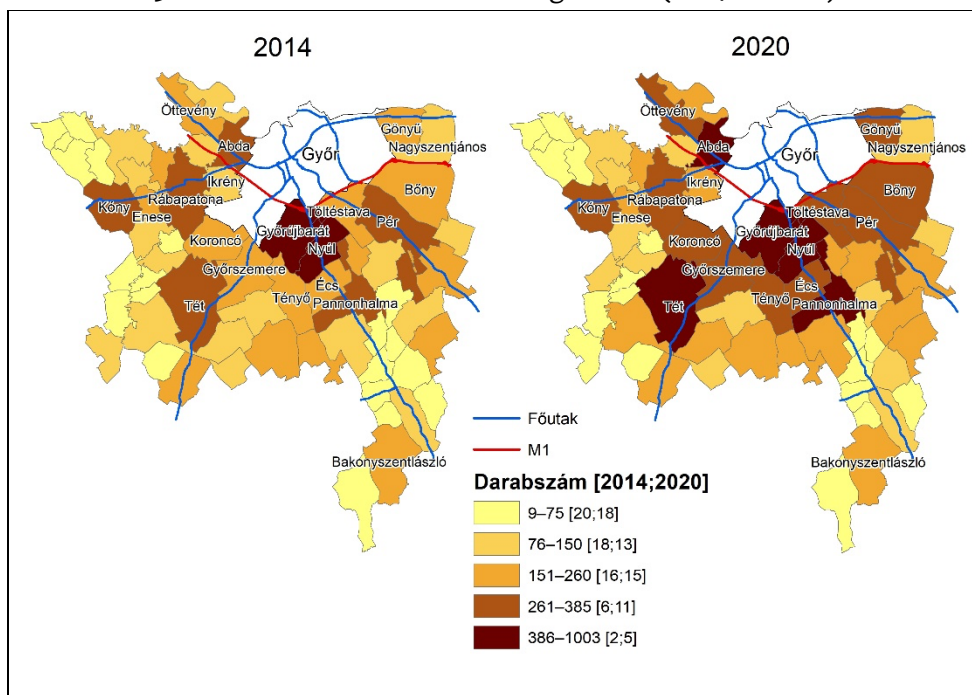 2014
2020
Öttevény
Abda
Győr
Gönyű
Nagyszentjános
Ikrény
Rábapatona
Kóny
Enese
Bőny
Töltéstava
Pér
Győrújbarát
Koroncó
Nyúl
Győrszemere
Écs
Tényő
Pannonhalma
Tét
Bakonyszentlászló
Öttevény
Abda
Győr
Gönyű
Nagyszentjános
Ikrény
Rábapatona
Kóny
Enese
Bőny
Töltéstava
Pér
Győrújbarát
Koroncó
Nyúl
Győrszemere
Écs
Tényő
Pannonhalma
Tét
Bakonyszentlászló
Főutak
M1
Darabszám [2014;2020]
9–75 [20;18]
76–150 [18;13]
151–260 [16;15]
261–385 [6;11]
386–1003 [2;5]